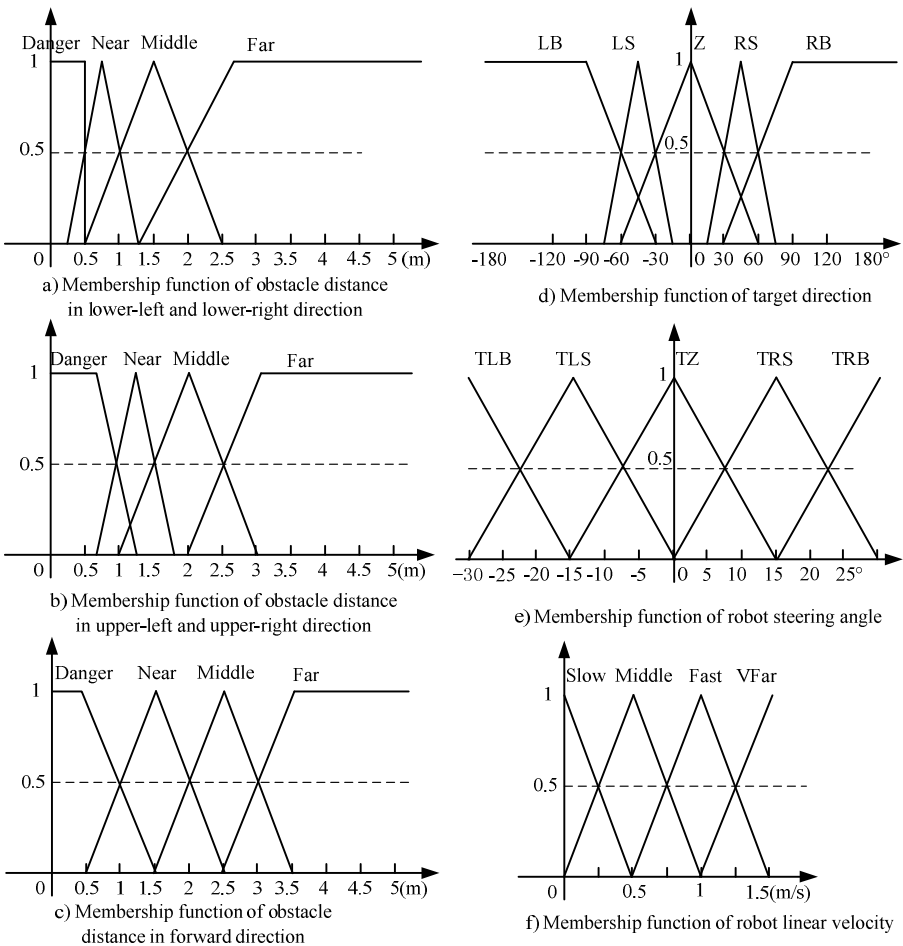 Danger Near Middle Far
1
0.5
0 0.5 1 1.5 2 2.5 3 3.5 4 4.5 5 (m)
a) Membership function of obstacle distance
in lower-left and lower-right direction
Danger Near Middle Far
1
0.5
0 0.5 1 1.5 2 2.5 3 3.5 4 4.5 5(m)
b) Membership function of obstacle distance
in upper-left and upper-right direction
Danger Near Middle Far
1
0.5
0 0.5 1 1.5 2 2.5 3 3.5 4 4.5 5(m)
c) Membership function of obstacle
distance in forward direction
LB LS Z RS RB
1
0.5
-180 -120 -90 -60 -30 0 30 60 90 120 180°
d) Membership function of target direction
TLB TLS TZ TRS TRB
1
0.5
−30 -25 -20 -15 -10 -5 0 5 10 15 20 25°
e) Membership function of robot steering angle
Slow Middle Fast VFar
1
0.5
0 0.5 1 1.5(m/s)
f) Membership function of robot linear velocity